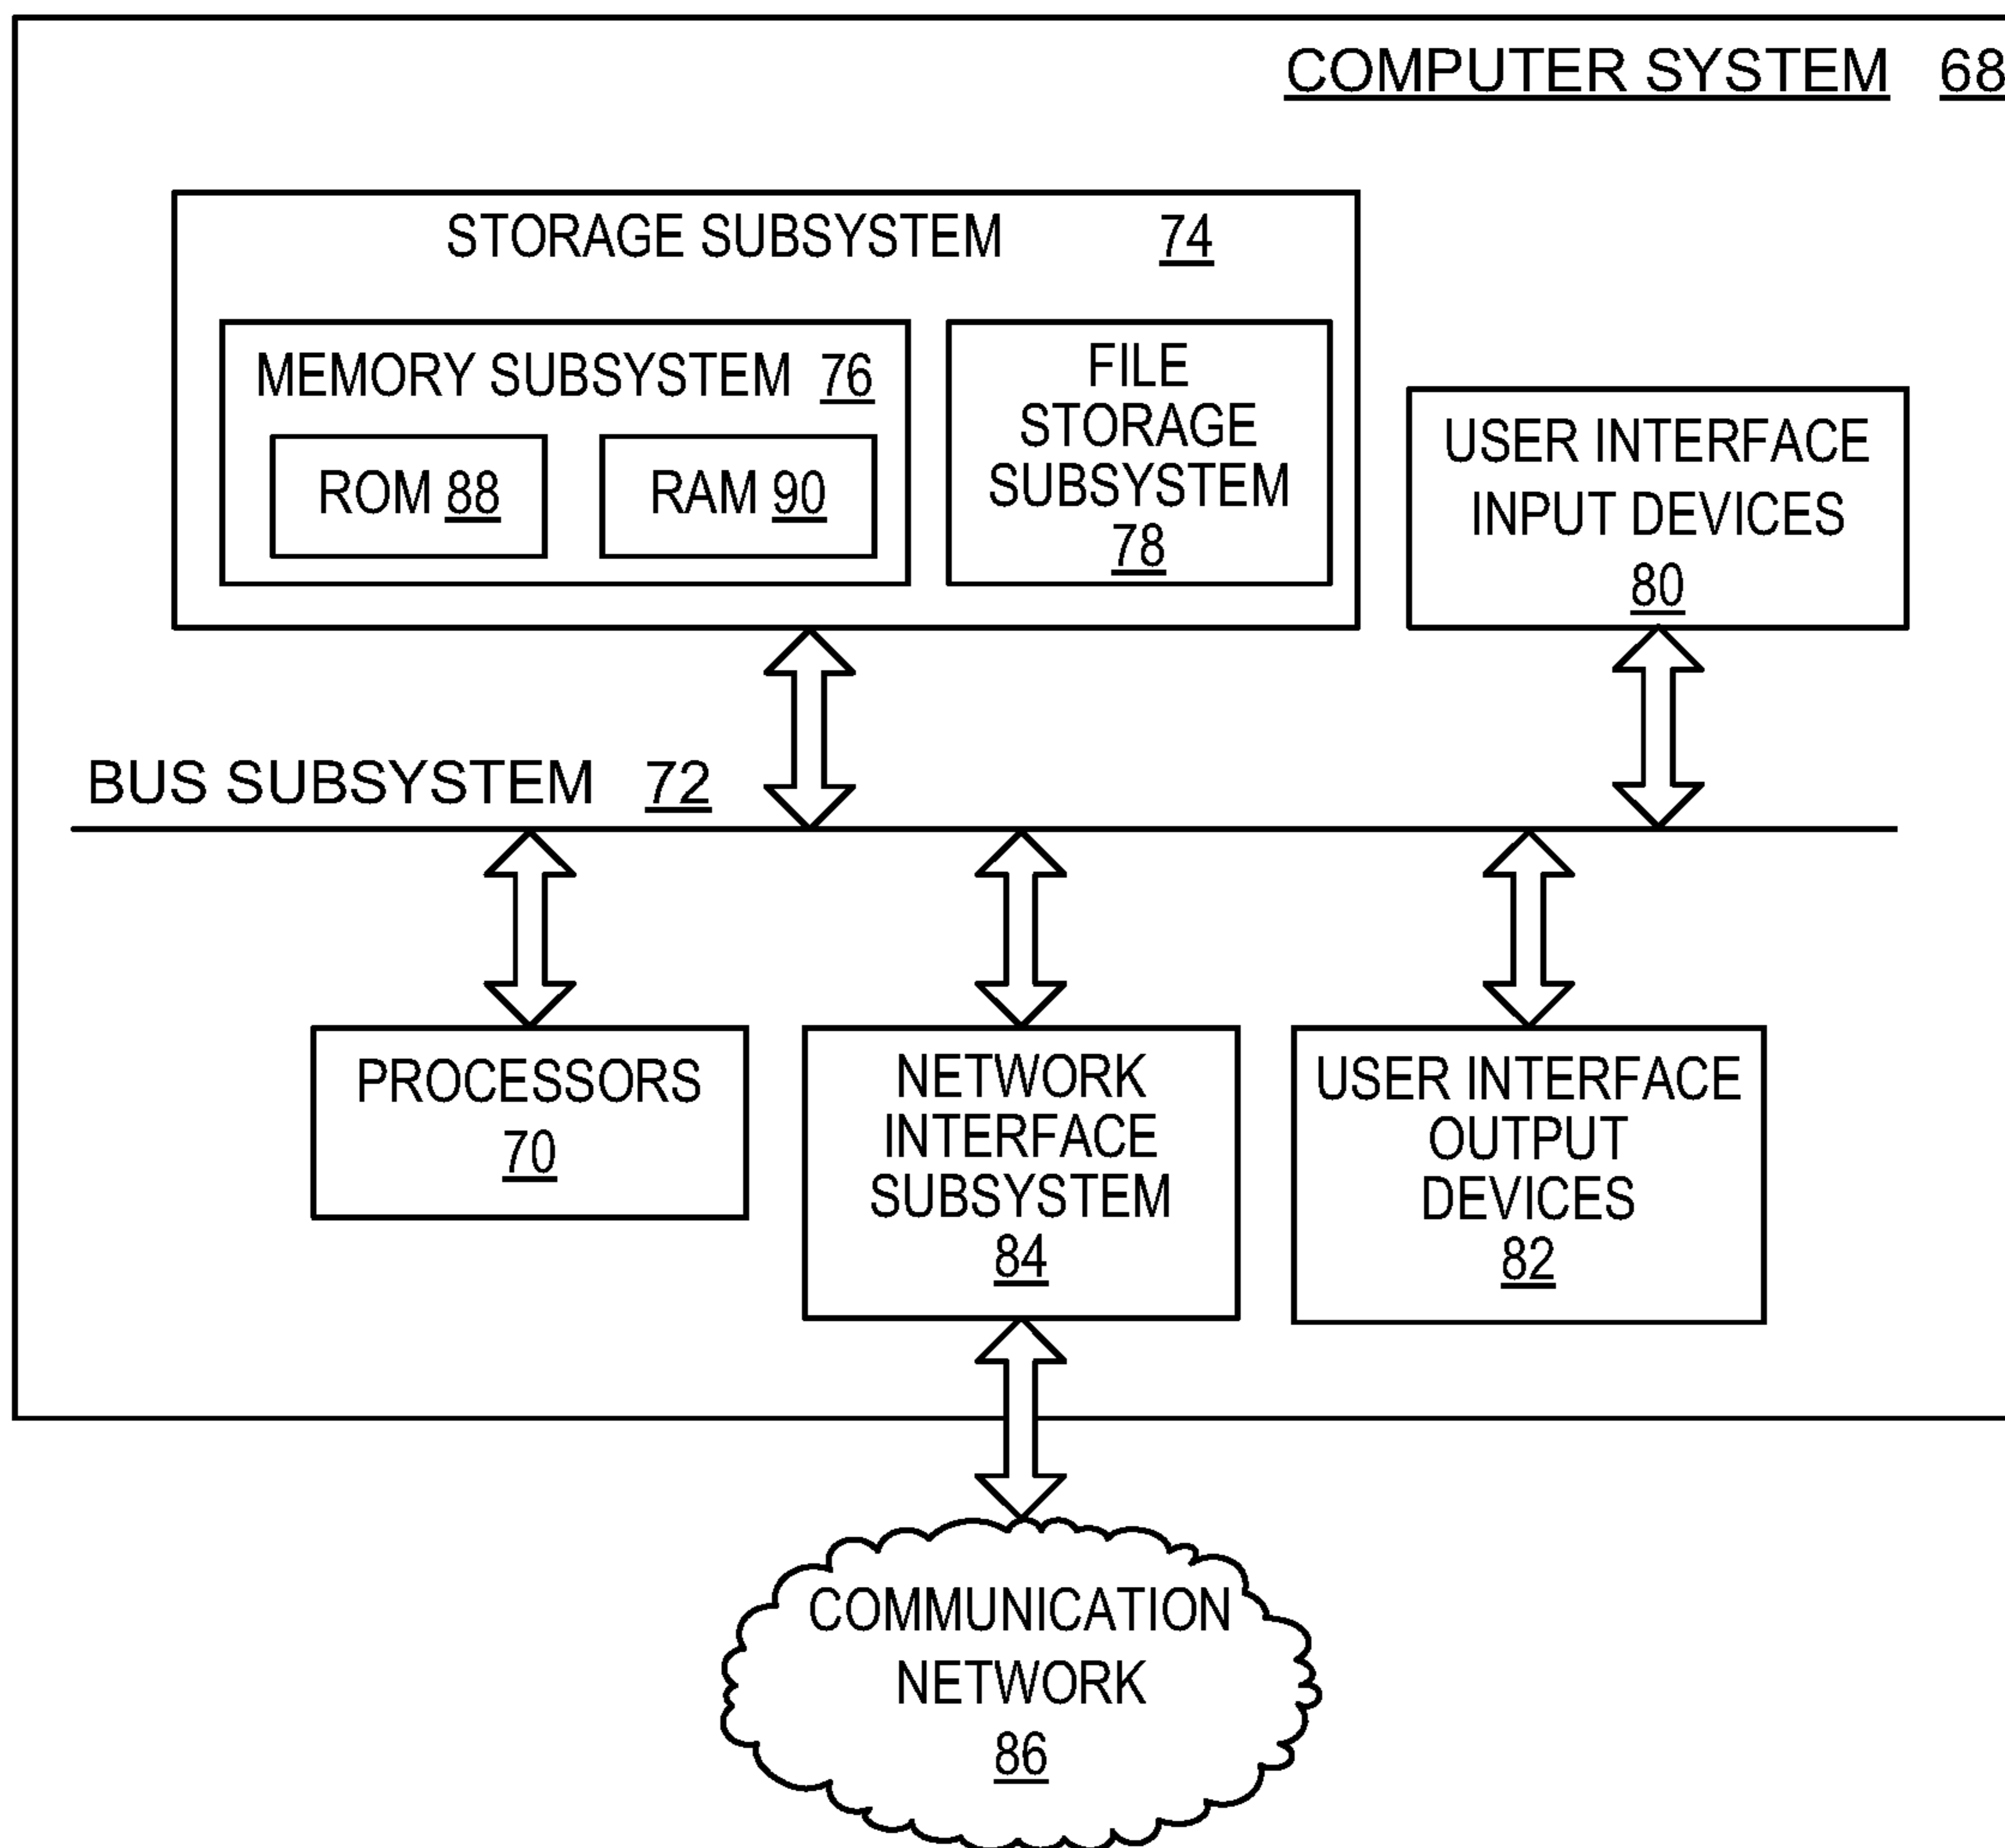 COMPUTER SYSTEM 68
STORAGE SUBSYSTEM 74
MEMORY SUBSYSTEM 76
ROM 88
RAM 90
FILE
STORAGE
SUBSYSTEM
78
USER INTERFACE
INPUT DEVICES
80
BUS SUBSYSTEM 72
PROCESSORS
70
NETWORK
INTERFACE
SUBSYSTEM
84
USER INTERFACE
OUTPUT
DEVICES
82
COMMUNICATION
NETWORK
86